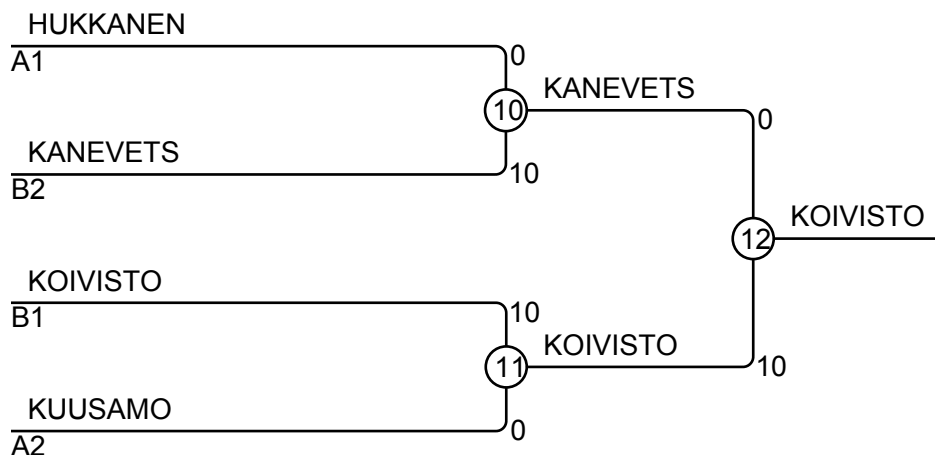 HUKKANEN
A1
0
10
KANEVETS
0
KANEVETS
B2
10
12
KOIVISTO
KOIVISTO
B1
10
11
KOIVISTO
10
KUUSAMO
A2
0